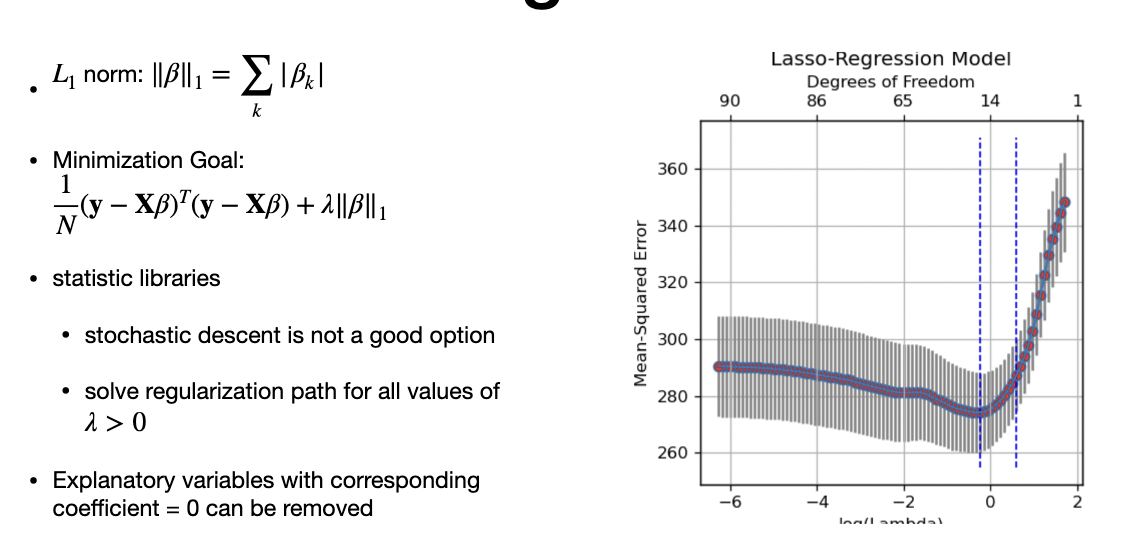 • L₁ norm: ‖β‖₁ = ∑ₖ |βₖ|
• Minimization Goal:
1/N (y − Xβ)ᵀ(y − Xβ) + λ‖β‖₁
• statistic libraries
• stochastic descent is not a good option
• solve regularization path for all values of
λ > 0
• Explanatory variables with corresponding
coefficient = 0 can be removed
Lasso-Regression Model
Degrees of Freedom
90 86 65 14 1
Mean-Squared Error
360
340
320
300
280
260
−6 −4 −2 0 2
log(Lambda)